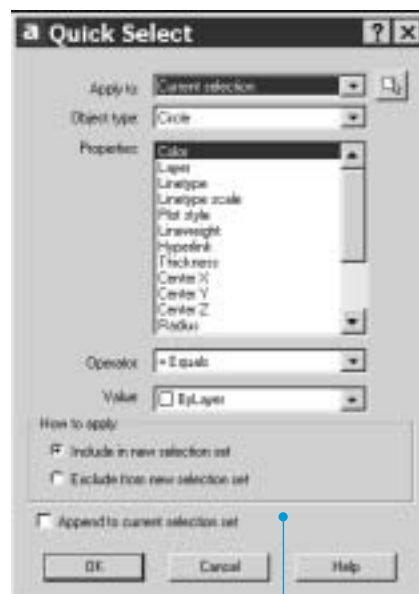 a Quick Select
Apply to: Current selection
Object type: Circle
Properties: Color
Layer
Linetype
Linetype scale
Plot style
Lineweight
Hyperlink
Thickness
Center X
Center Y
Center Z
Radius
Operator: = Equals
Value: ByLayer
How to apply:
Include in new selection set
Exclude from new selection set
Append to current selection set
OK Cancel Help